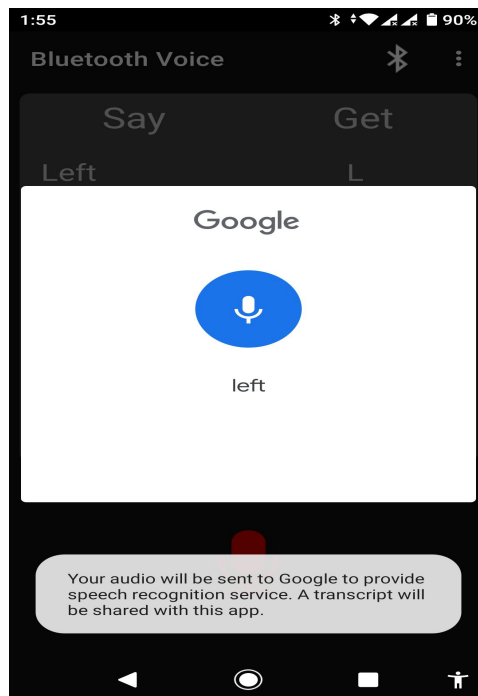 1:55 90%
Bluetooth Voice
Say Get
Left L
Google
left
Your audio will be sent to Google to provide
speech recognition service. A transcript will
be shared with this app.